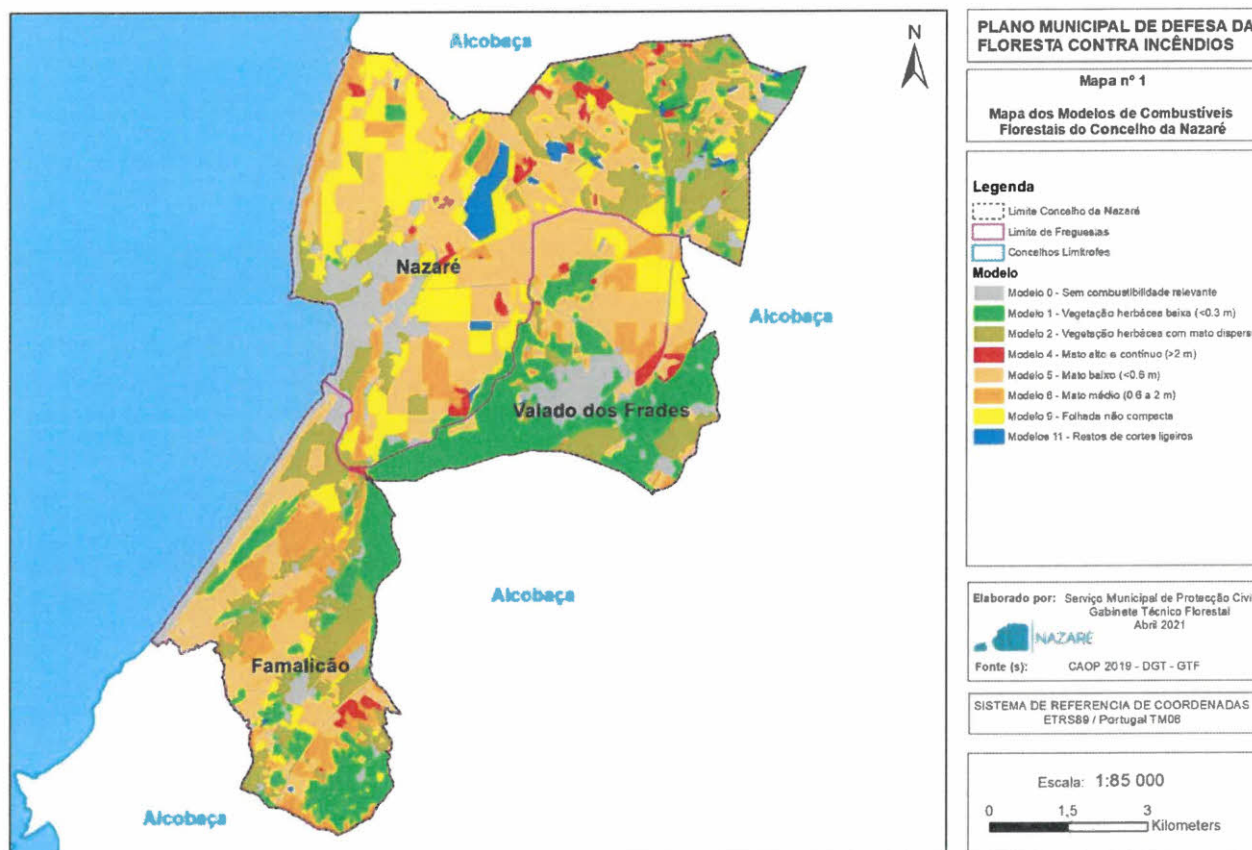 Alcobaça
N
Nazaré
Alcobaça
Valado dos Frades
Alcobaça
Famalicão
Alcobaça
PLANO MUNICIPAL DE DEFESA DA
FLORESTA CONTRA INCÊNDIOS
Mapa nº 1
Mapa dos Modelos de Combustíveis
Florestais do Concelho da Nazaré
Legenda
Limite Concelho da Nazaré
Limite de Freguesias
Concelhos Limítrofes
Modelo
Modelo 0 - Sem combustibilidade relevante
Modelo 1 - Vegetação herbácea baixa (<0.3 m)
Modelo 2 - Vegetação herbácea com mato dispers
Modelo 4 - Mato alto e contínuo (>2 m)
Modelo 5 - Mato baixo (<0.6 m)
Modelo 6 - Mato médio (0.6 a 2 m)
Modelo 9 - Folhada não compacta
Modelos 11 - Restos de cortes ligeiros
Elaborado por: Serviço Municipal de Protecção Civi
Gabinete Técnico Florestal
Abril 2021
NAZARÉ
Fonte (s): CAOP 2019 - DGT - GTF
SISTEMA DE REFERENCIA DE COORDENADAS
ETRS89 / Portugal TM06
Escala: 1:85 000
0 1,5 3
Kilometers